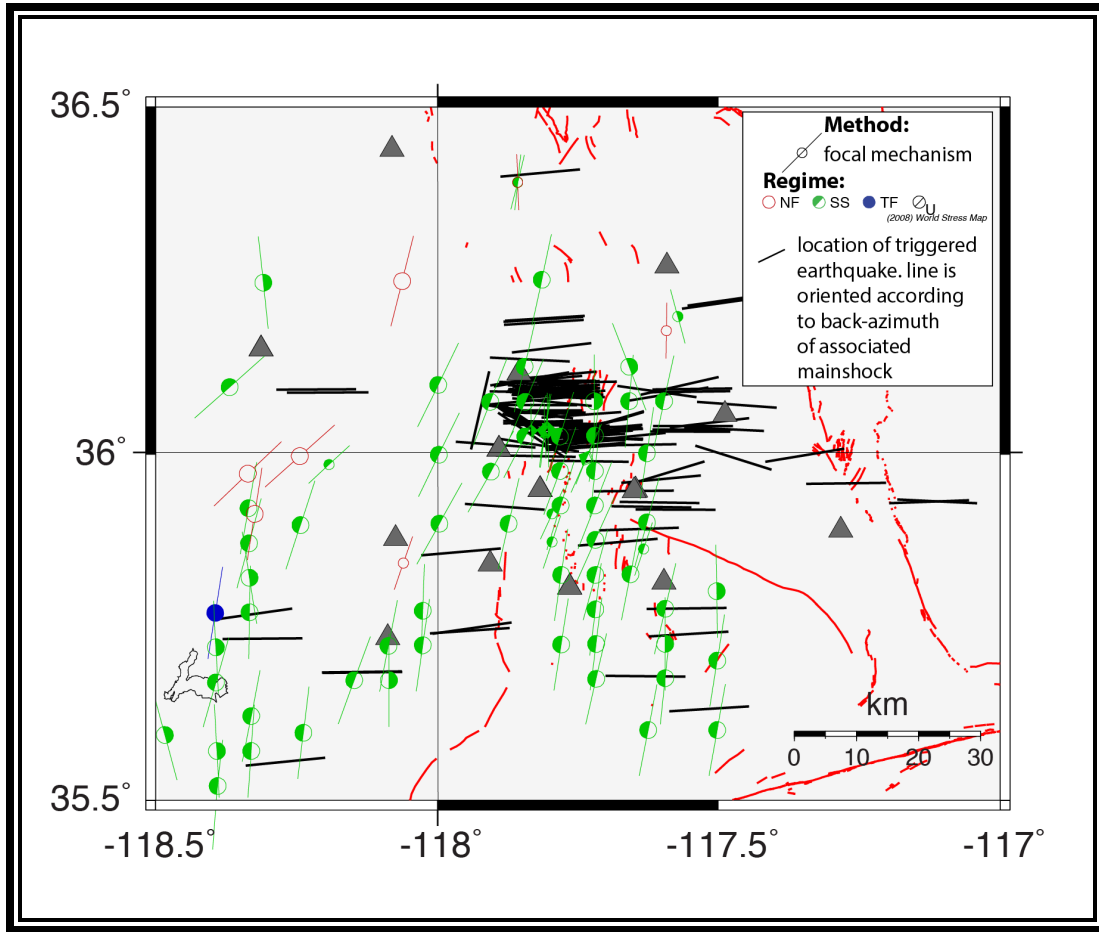 36.5°
Method:
focal mechanism
Regime:
NF SS TF U
(2008) World Stress Map
location of triggered
earthquake. line is
oriented according
to back-azimuth
of associated
mainshock
36°
km
0 10 20 30
35.5°
-118.5° -118° -117.5° -117°